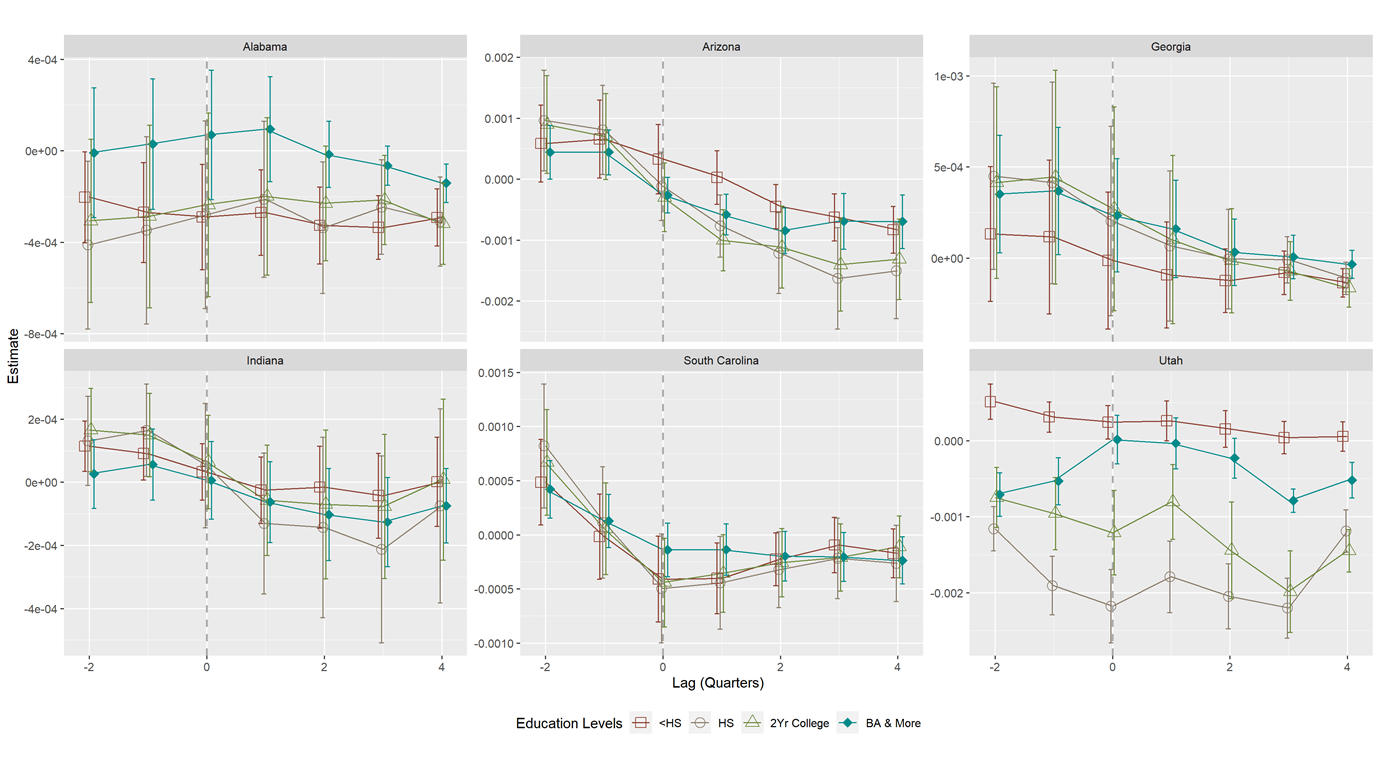 Alabama
Arizona
Georgia
4e-04
0e+00
-4e-04
-8e-04
0.002
0.001
0.000
-0.001
-0.002
1e-03
5e-04
0e+00
Estimate
Indiana
South Carolina
Utah
2e-04
0e+00
-2e-04
-4e-04
0.0015
0.0010
0.0005
0.0000
-0.0005
-0.0010
0.000
-0.001
-0.002
-2 0 2 4
-2 0 2 4
-2 0 2 4
Lag (Quarters)
Education Levels <HS HS 2Yr College BA & More